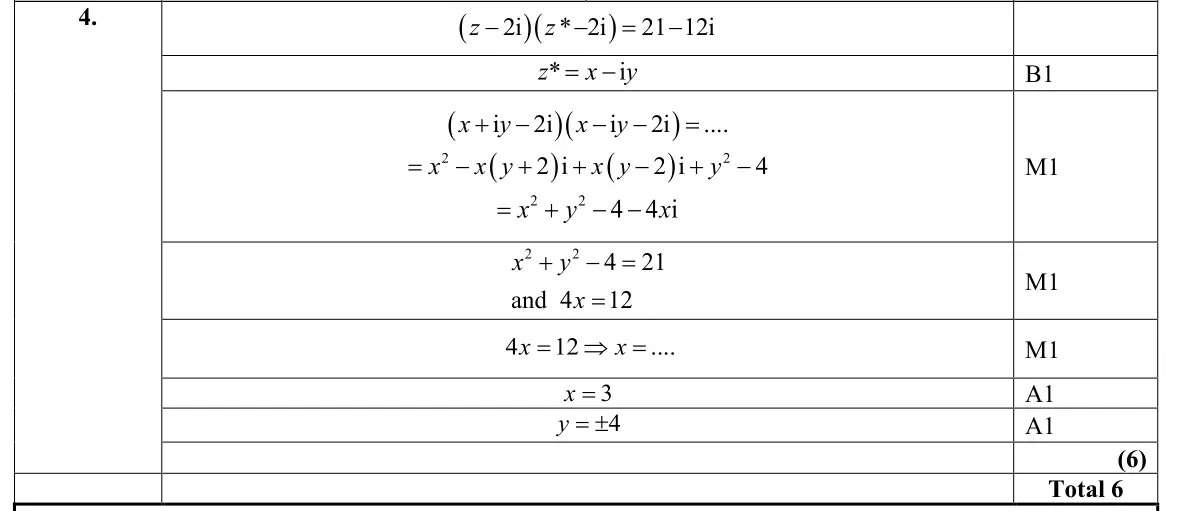 4.
(z − 2i)(z* −2i) = 21 −12i
z* = x − iy
B1
(x + iy − 2i)(x − iy − 2i) = ....
= x² − x(y + 2)i + x(y − 2)i + y² − 4
= x² + y² − 4 − 4xi
M1
x² + y² − 4 = 21
and 4x = 12
M1
4x = 12 ⇒ x = ....
M1
x = 3
A1
y = ±4
A1
(6)
Total 6